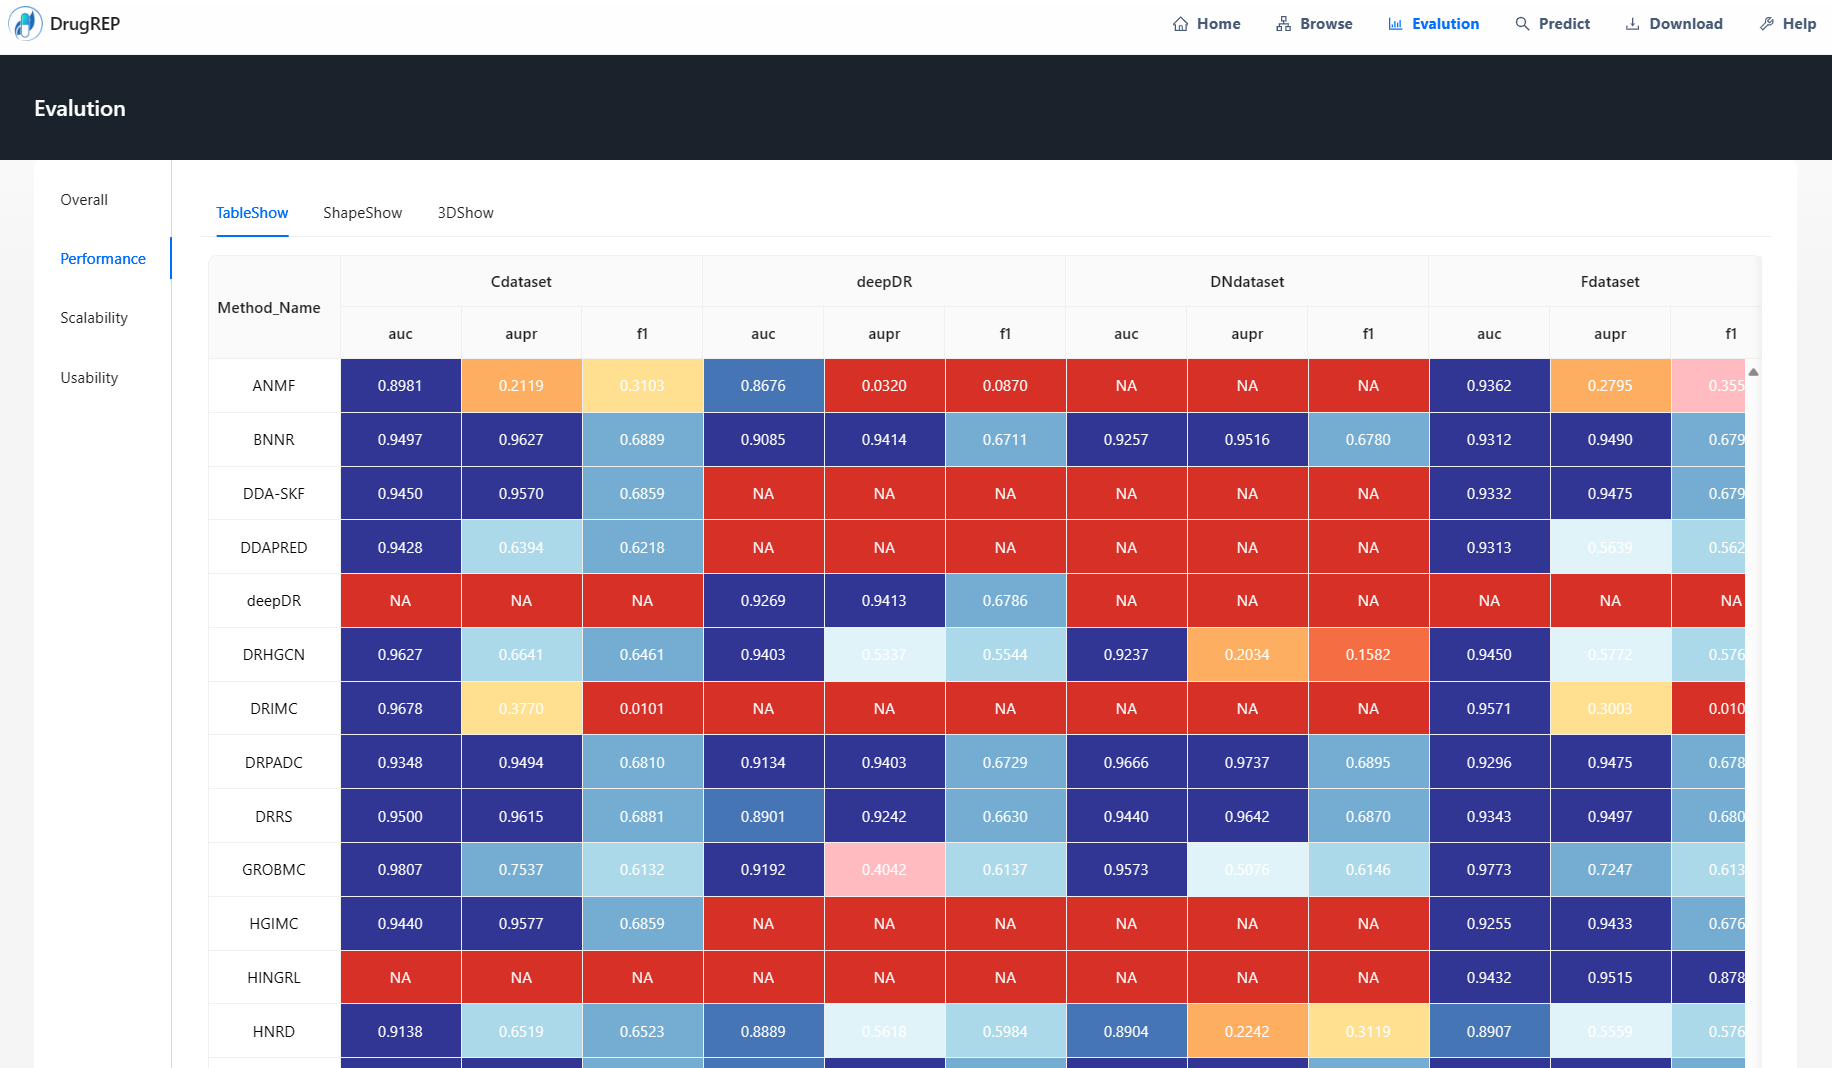 DrugREP
Home Browse Evalution Predict Download Help
Evalution
Overall
Performance
Scalability
Usability
TableShow ShapeShow 3DShow
Method_Name Cdataset deepDR DNdataset Fdataset
auc aupr f1 auc aupr f1 auc aupr f1 auc aupr f1
ANMF 0.8981 0.2119 0.3103 0.8676 0.0320 0.0870 NA NA NA 0.9362 0.2795 0.355
BNNR 0.9497 0.9627 0.6889 0.9085 0.9414 0.6711 0.9257 0.9516 0.6780 0.9312 0.9490 0.679
DDA-SKF 0.9450 0.9570 0.6859 NA NA NA NA NA NA 0.9332 0.9475 0.679
DDAPRED 0.9428 0.6394 0.6218 NA NA NA NA NA NA 0.9313 0.5639 0.562
deepDR NA NA NA 0.9269 0.9413 0.6786 NA NA NA NA NA NA
DRHGCN 0.9627 0.6641 0.6461 0.9403 0.5337 0.5544 0.9237 0.2034 0.1582 0.9450 0.5772 0.576
DRIMC 0.9678 0.3770 0.0101 NA NA NA NA NA NA 0.9571 0.3003 0.010
DRPADC 0.9348 0.9494 0.6810 0.9134 0.9403 0.6729 0.9666 0.9737 0.6895 0.9296 0.9475 0.678
DRRS 0.9500 0.9615 0.6881 0.8901 0.9242 0.6630 0.9440 0.9642 0.6870 0.9343 0.9497 0.680
GROBMC 0.9807 0.7537 0.6132 0.9192 0.4042 0.6137 0.9573 0.5076 0.6146 0.9773 0.7247 0.613
HGIMC 0.9440 0.9577 0.6859 NA NA NA NA NA NA 0.9255 0.9433 0.676
HINGRL NA NA NA NA NA NA NA NA NA 0.9432 0.9515 0.878
HNRD 0.9138 0.6519 0.6523 0.8889 0.5618 0.5984 0.8904 0.2242 0.3119 0.8907 0.5559 0.576